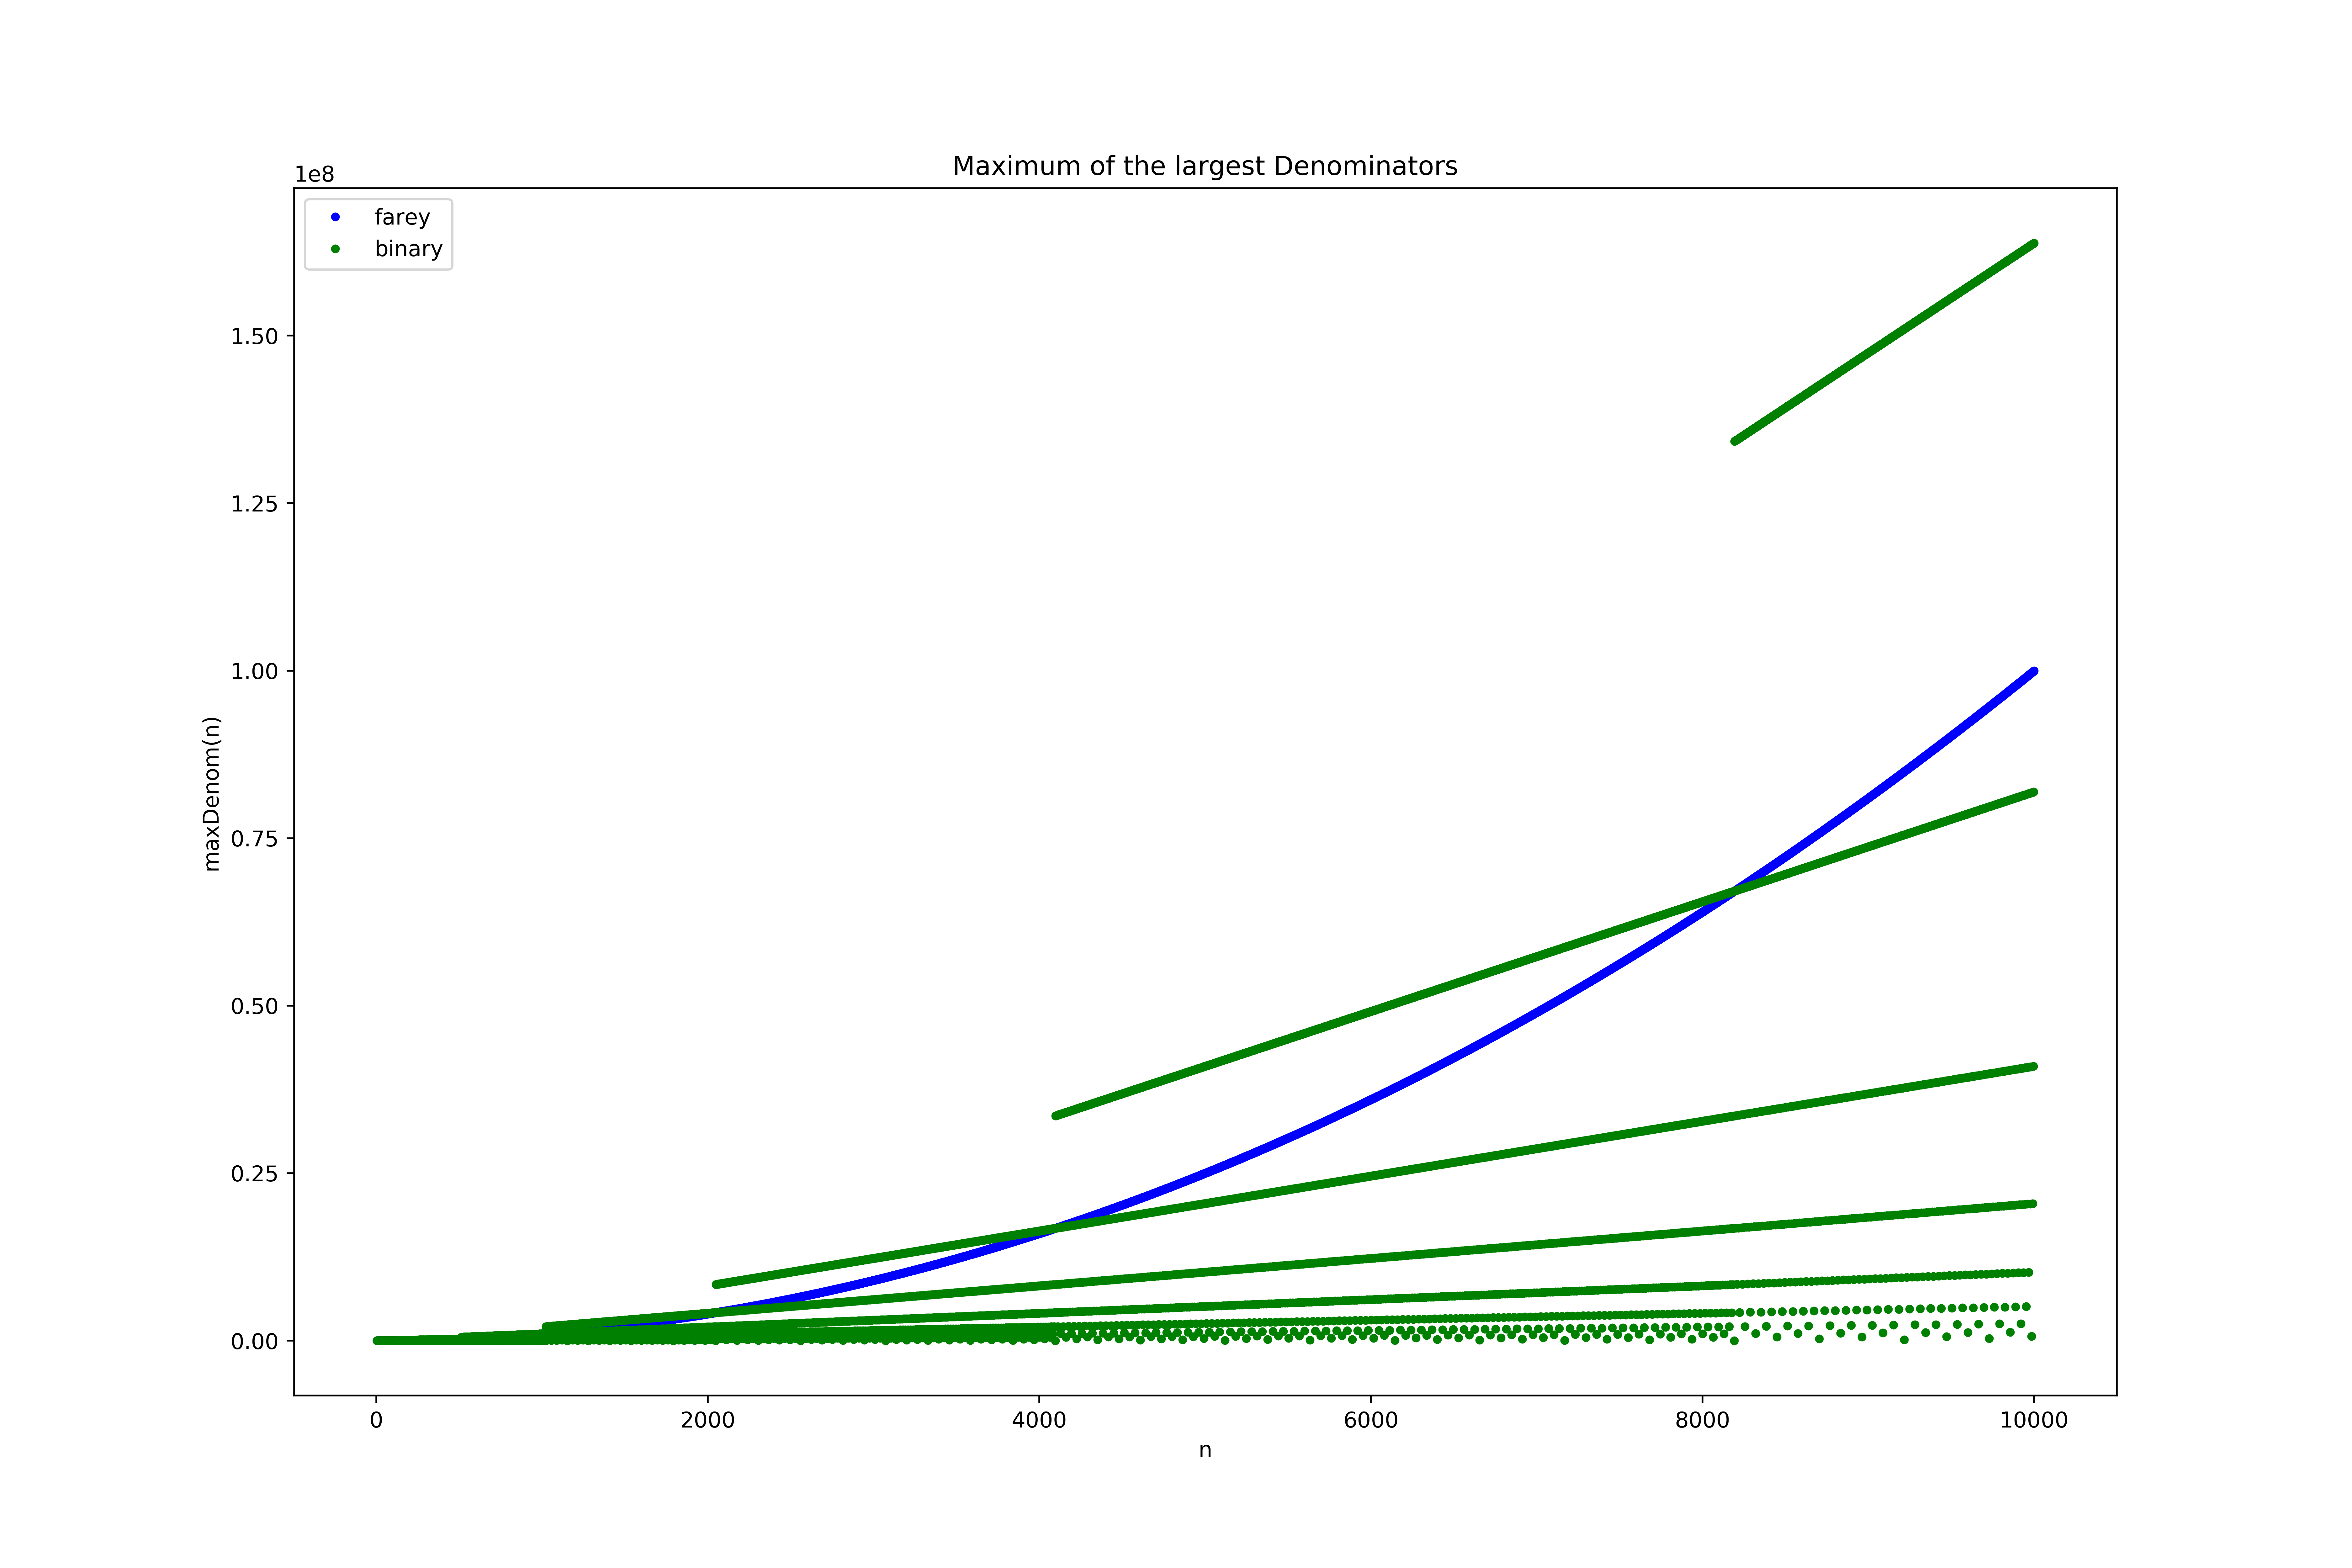 Maximum of the largest Denominators
1e8
farey
binary
1.50
1.25
1.00
0.75
0.50
0.25
0.00
maxDenom(n)
0 2000 4000 6000 8000 10000
n